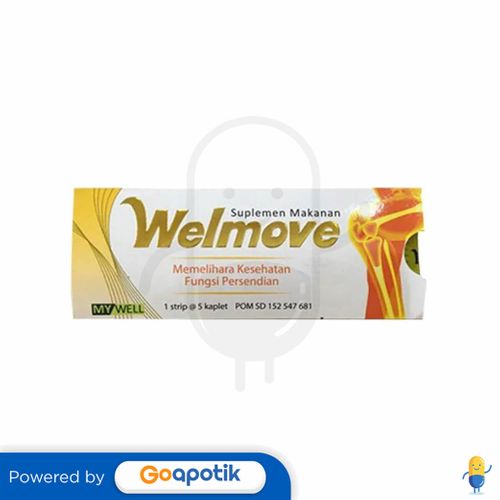 Suplemen Makanan
Welmove
Memelihara Kesehatan
Fungsi Persendian
1 strip @ 5 kaplet POM SD 152 547 681
MY WELL
Powered by Goapotik